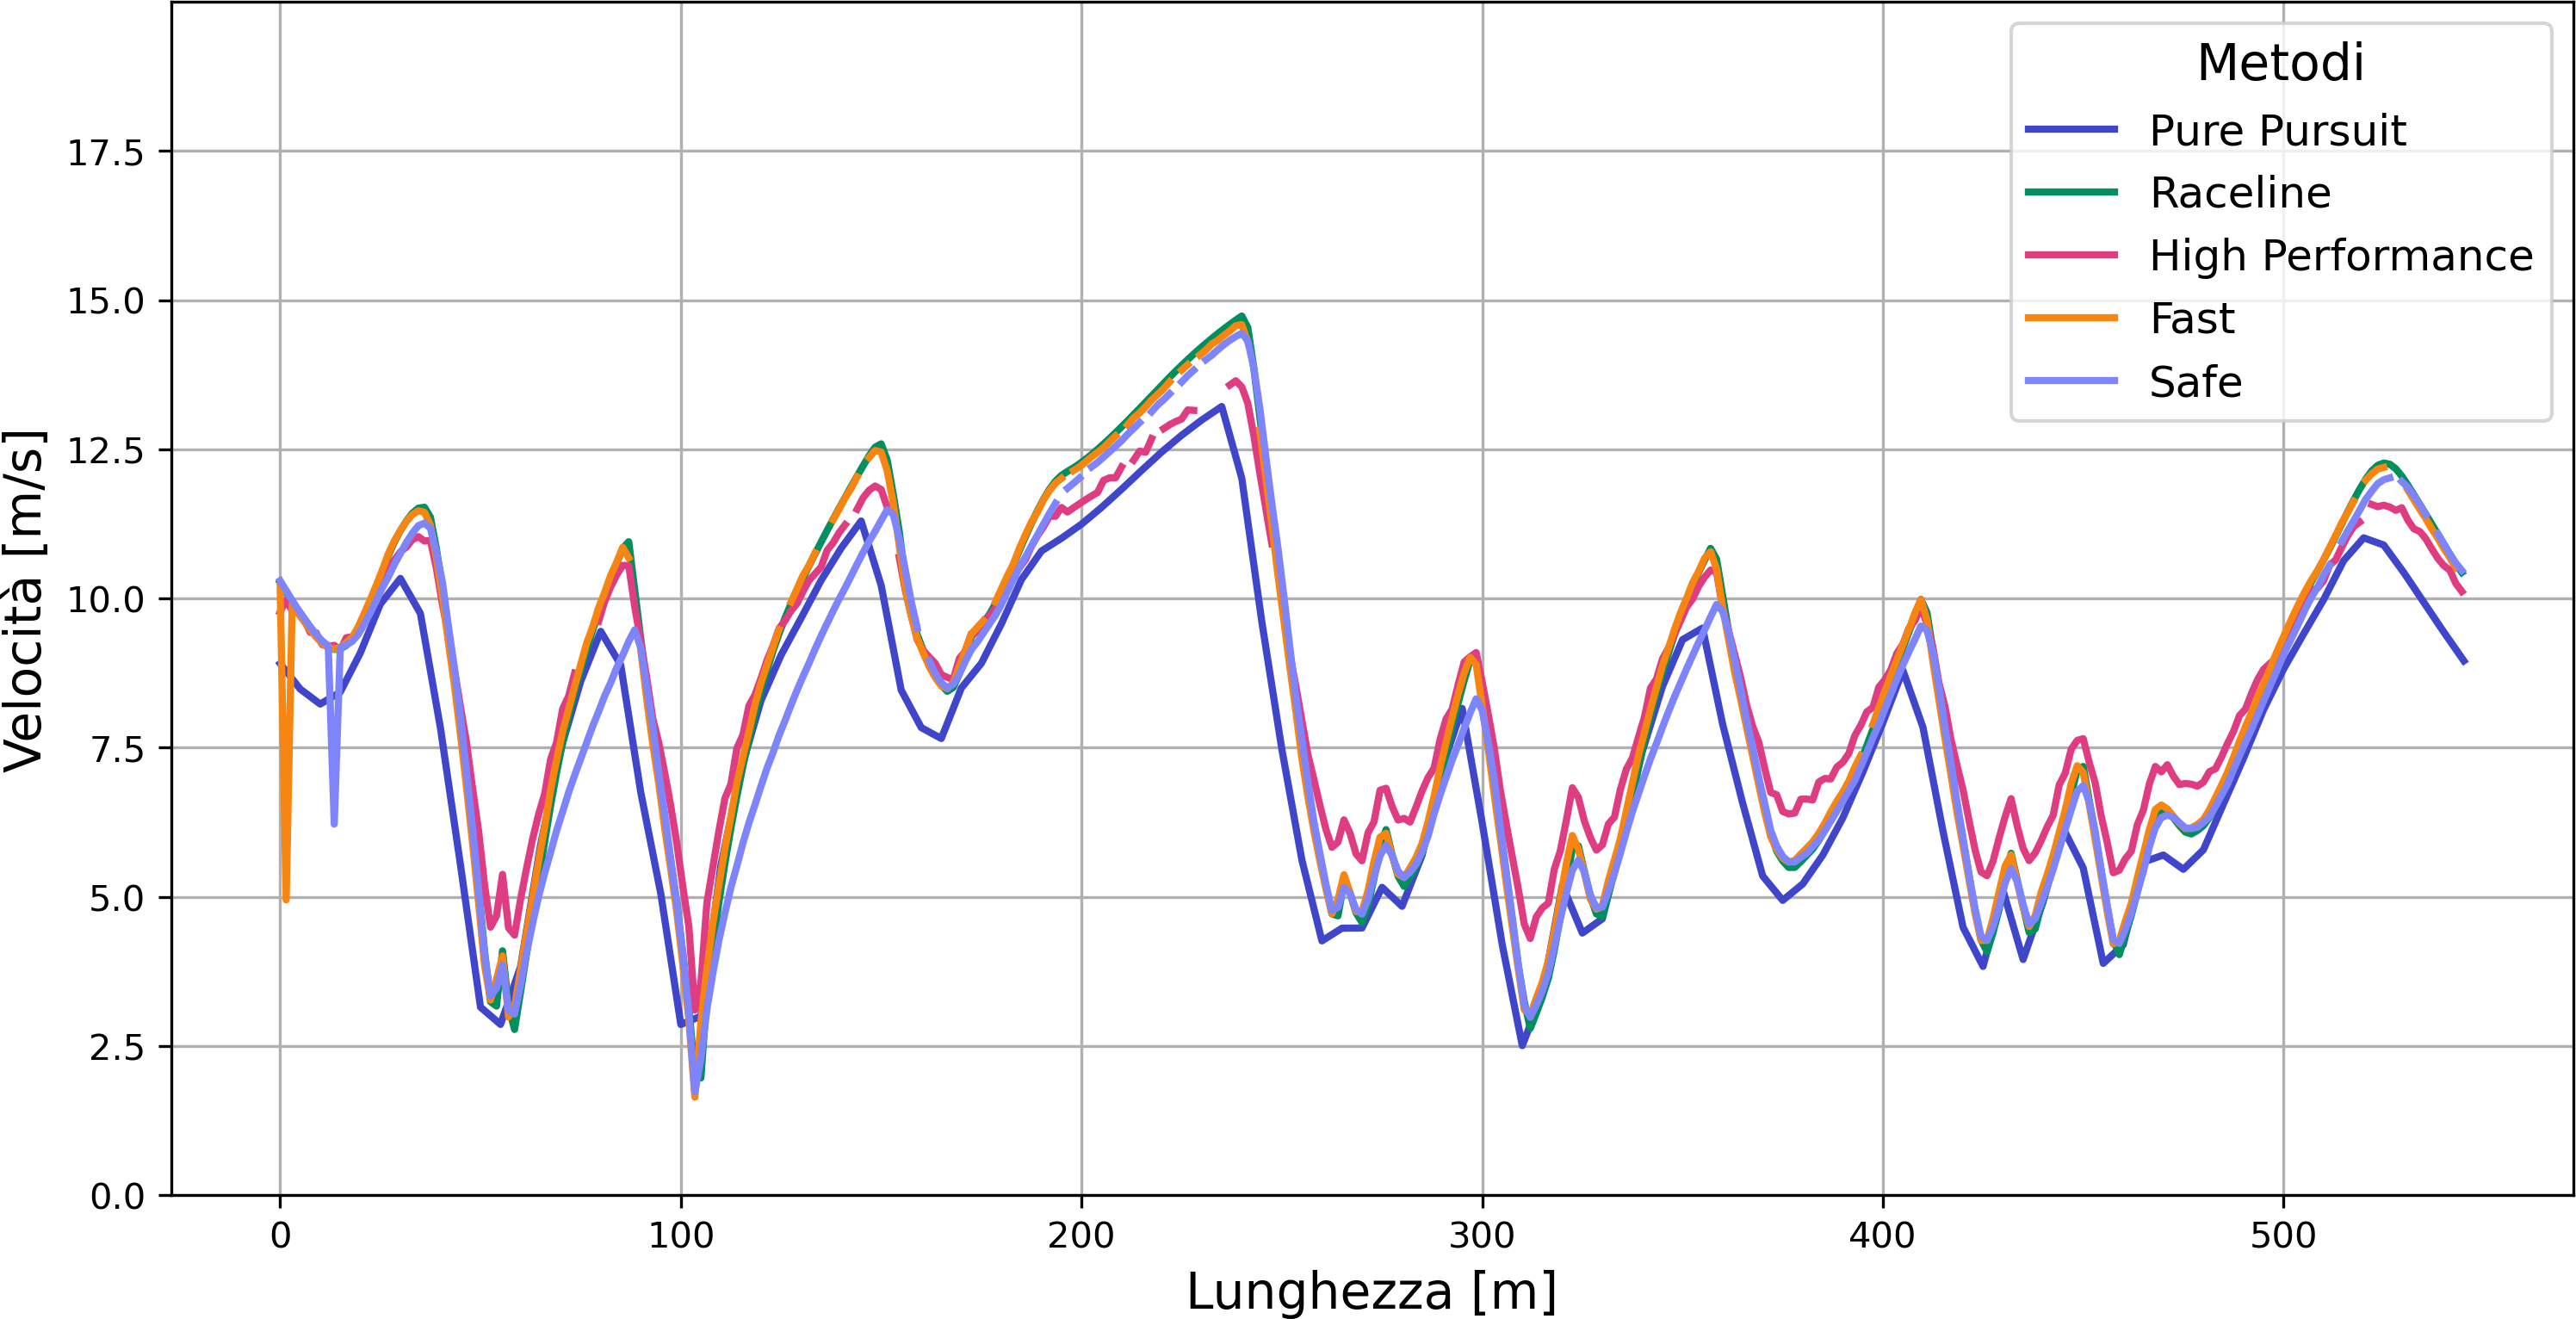 Velocità [m/s]
17.5
15.0
12.5
10.0
7.5
5.0
2.5
0.0
0 100 200 300 400 500
Lunghezza [m]
Metodi
Pure Pursuit
Raceline
High Performance
Fast
Safe